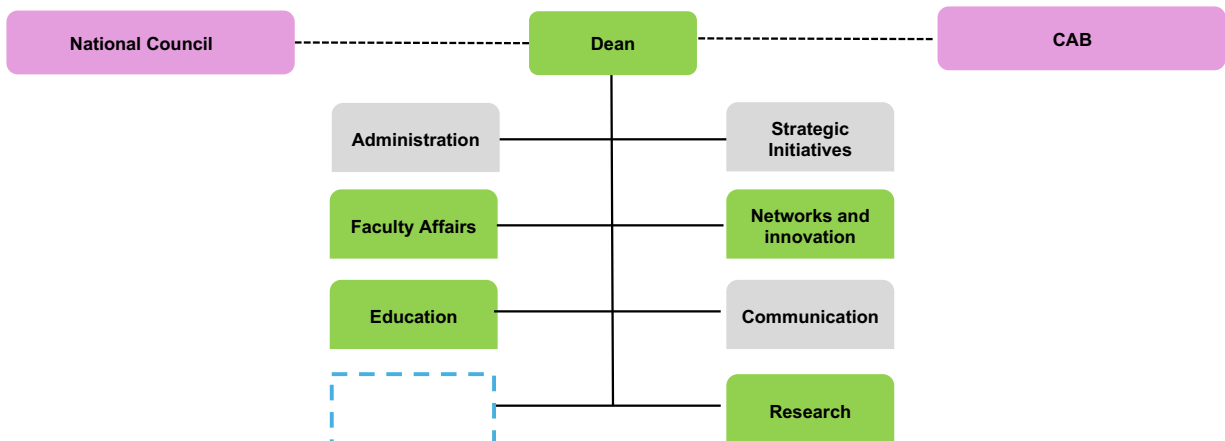 National Council
Dean
CAB
Administration
Strategic
Initiatives
Faculty Affairs
Networks and
innovation
Education
Communication
Research